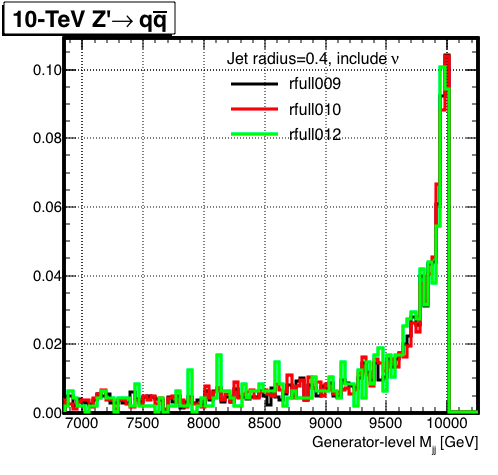 10-TeV Z'→ qq̅
Jet radius=0.4, include ν
rfull009
rfull010
rfull012
0.10
0.08
0.06
0.04
0.02
0.00
7000 7500 8000 8500 9000 9500 10000
Generator-level M_jj [GeV]